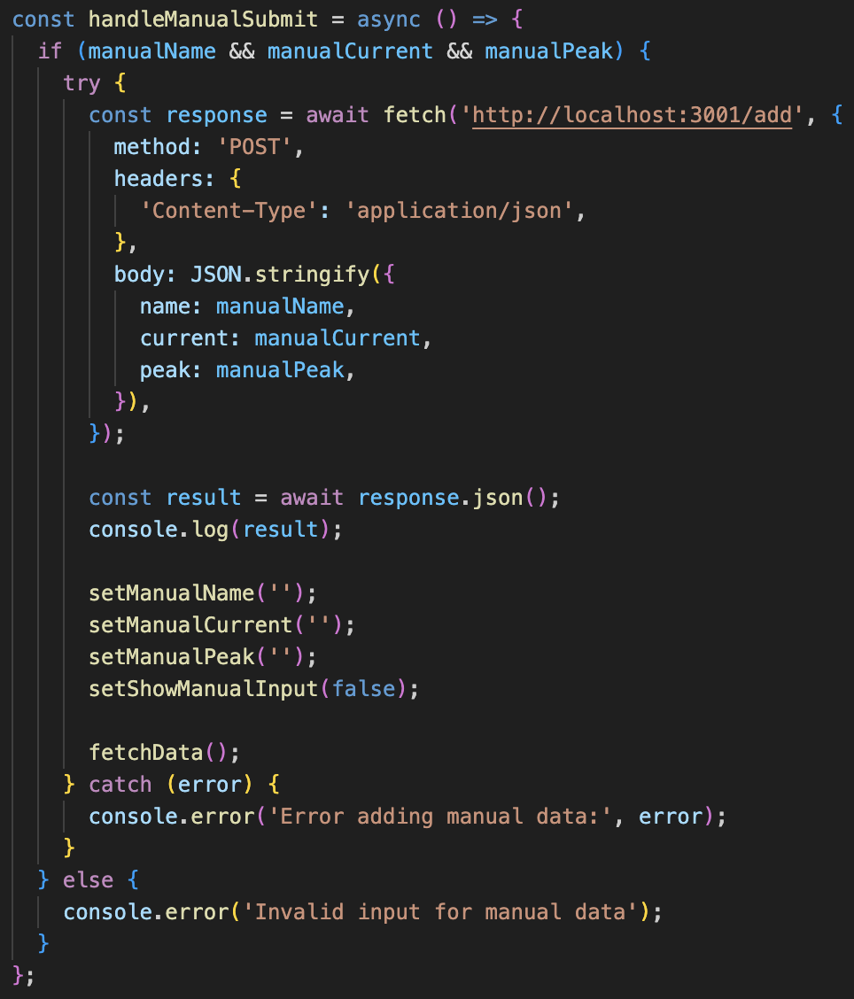 const handleManualSubmit = async () => {
  if (manualName && manualCurrent && manualPeak) {
    try {
      const response = await fetch('http://localhost:3001/add', {
        method: 'POST',
        headers: {
          'Content-Type': 'application/json',
        },
        body: JSON.stringify({
          name: manualName,
          current: manualCurrent,
          peak: manualPeak,
        }),
      });

      const result = await response.json();
      console.log(result);

      setManualName('');
      setManualCurrent('');
      setManualPeak('');
      setShowManualInput(false);

      fetchData();
    } catch (error) {
      console.error('Error adding manual data:', error);
    }
  } else {
    console.error('Invalid input for manual data');
  }
};